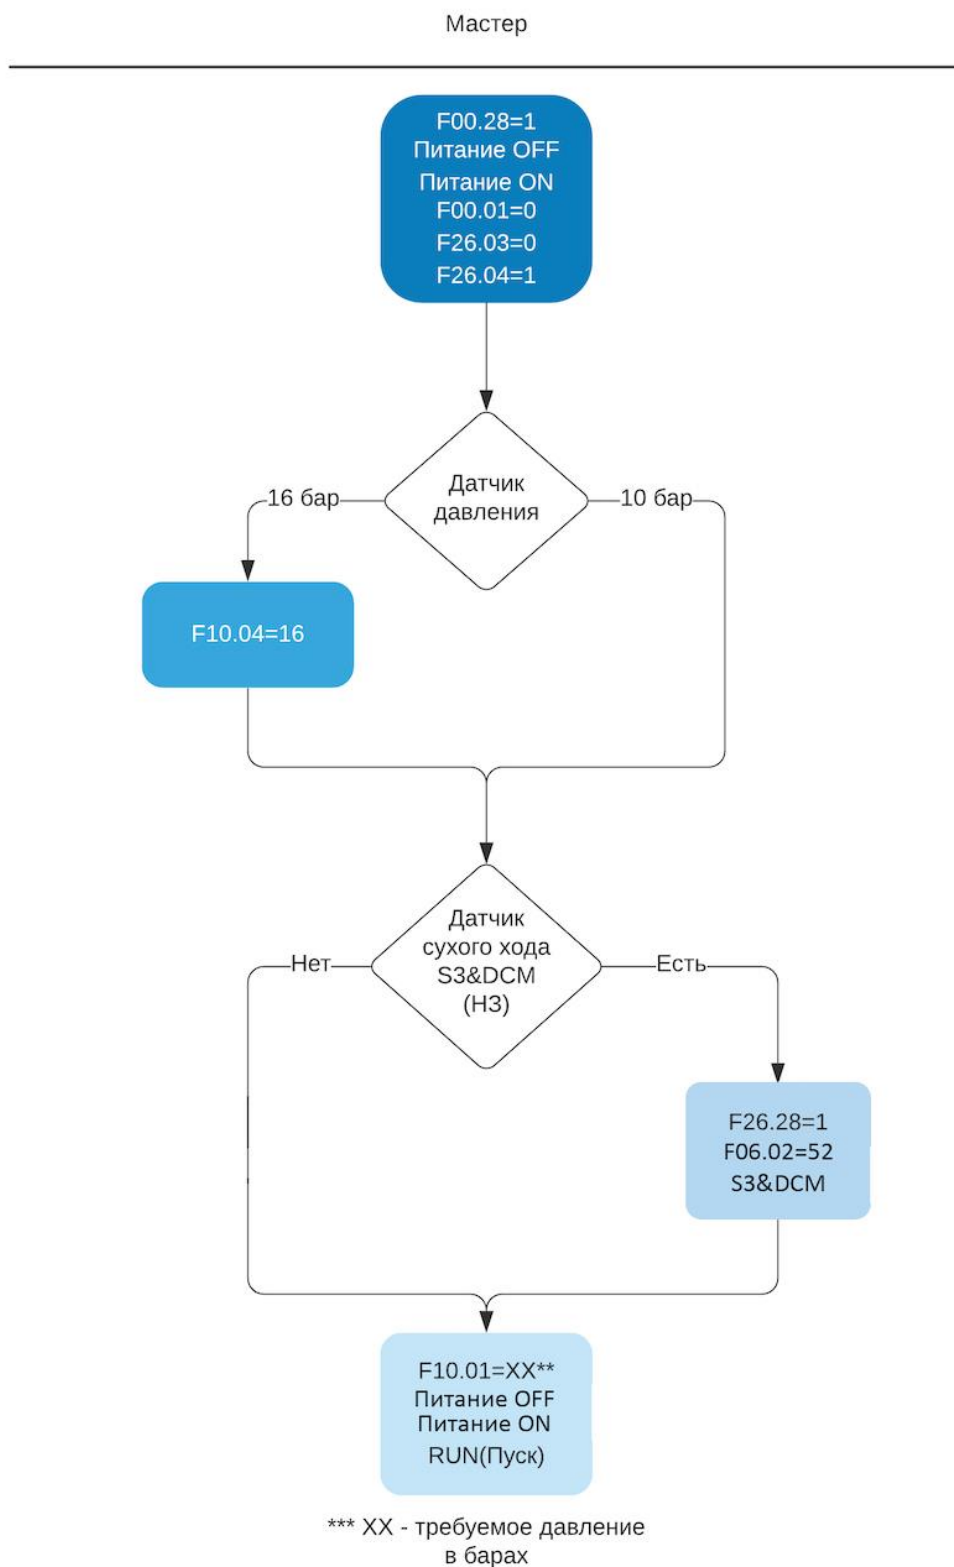 Мастер
F00.28=1
Питание OFF
Питание ON
F00.01=0
F26.03=0
F26.04=1
Датчик
давления
16 бар
10 бар
F10.04=16
Датчик
сухого хода
S3&DCM
(НЗ)
Нет
Есть
F26.28=1
F06.02=52
S3&DCM
F10.01=XX**
Питание OFF
Питание ON
RUN(Пуск)
*** XX - требуемое давление
в барах